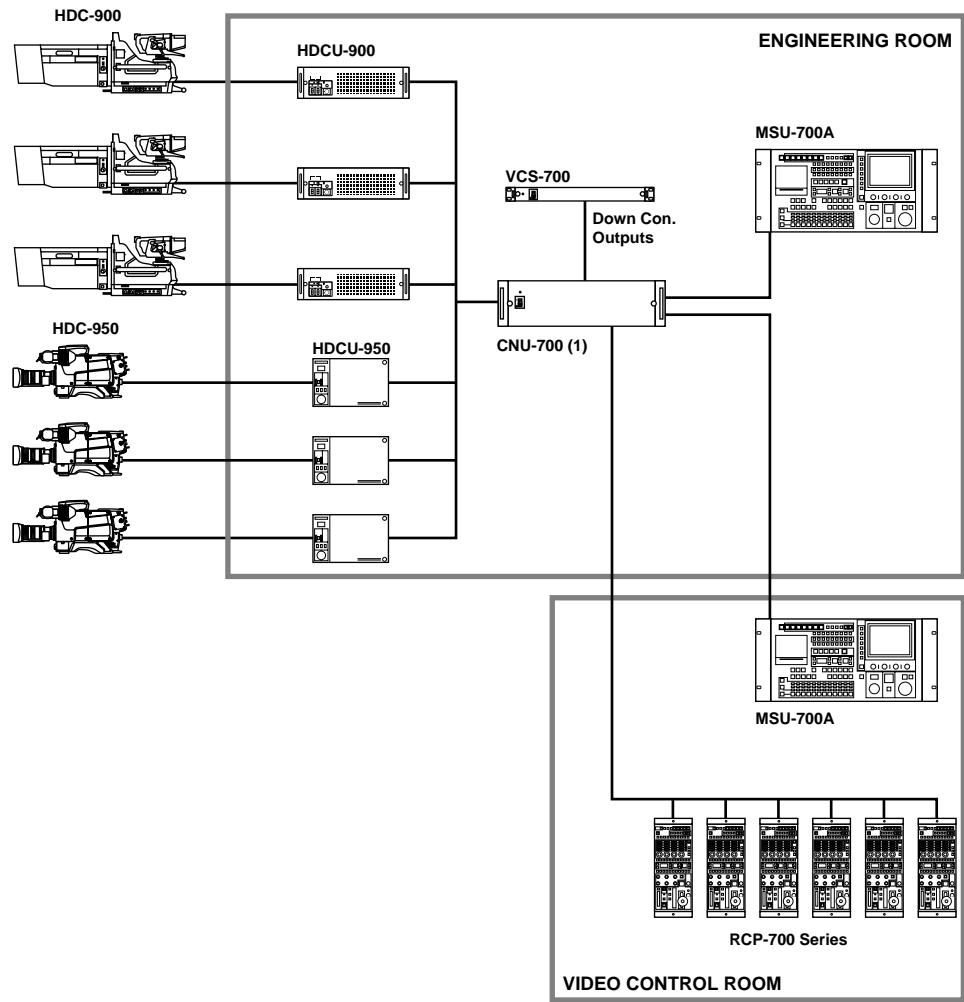 HDC-900
HDCU-900
ENGINEERING ROOM
MSU-700A
VCS-700
Down Con.
Outputs
HDC-950
HDCU-950
CNU-700 (1)
MSU-700A
RCP-700 Series
VIDEO CONTROL ROOM